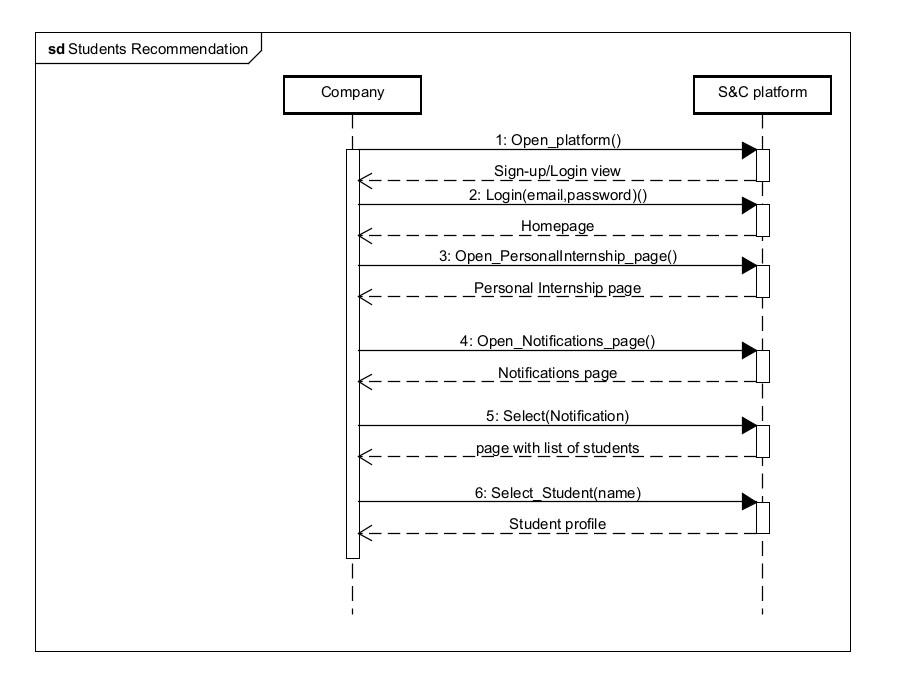 sd Students Recommendation
Company
S&C platform
1: Open_platform()
Sign-up/Login view
2: Login(email,password)()
Homepage
3: Open_PersonalInternship_page()
Personal Internship page
4: Open_Notifications_page()
Notifications page
5: Select(Notification)
page with list of students
6: Select_Student(name)
Student profile